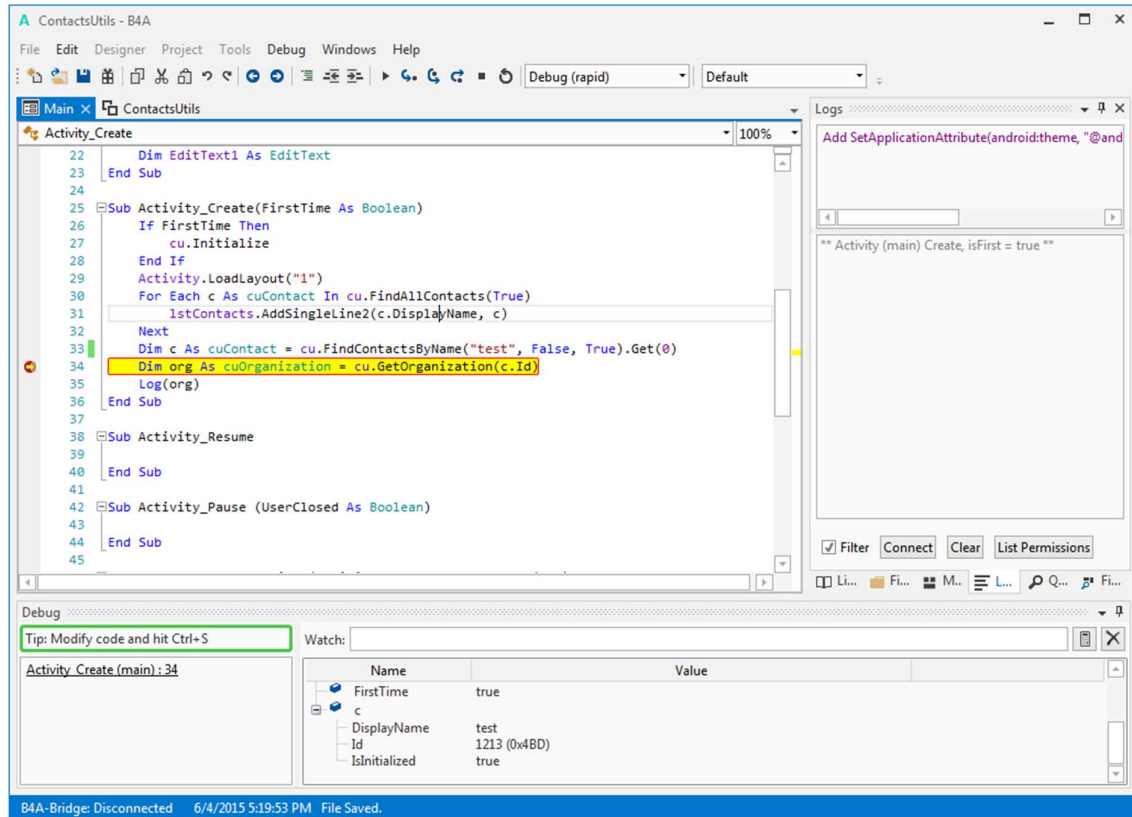 ContactsUtils - B4A
File Edit Designer Project Tools Debug Windows Help
Debug (rapid) Default
Main ContactsUtils
Activity_Create 100%
22 Dim EditText1 As EditText
23 End Sub
24
25 Sub Activity_Create(FirstTime As Boolean)
26 If FirstTime Then
27 cu.Initialize
28 End If
29 Activity.LoadLayout("1")
30 For Each c As cuContact In cu.FindAllContacts(True)
31 lstContacts.AddSingleLine2(c.DisplayName, c)
32 Next
33 Dim c As cuContact = cu.FindContactsByName("test", False, True).Get(0)
34 Dim org As cuOrganization = cu.GetOrganization(c.Id)
35 Log(org)
36 End Sub
37
38 Sub Activity_Resume
39
40 End Sub
41
42 Sub Activity_Pause (UserClosed As Boolean)
43
44 End Sub
45
Logs
Add SetApplicationAttribute(android:theme, "@and
** Activity (main) Create, isFirst = true **
Filter Connect Clear List Permissions
Li... Fi... M.. L... Q... Fi...
Debug
Tip: Modify code and hit Ctrl+S
Activity_Create (main) : 34
Watch:
Name Value
FirstTime true
c
DisplayName test
Id 1213 (0x4BD)
IsInitialized true
B4A-Bridge: Disconnected 6/4/2015 5:19:53 PM File Saved.